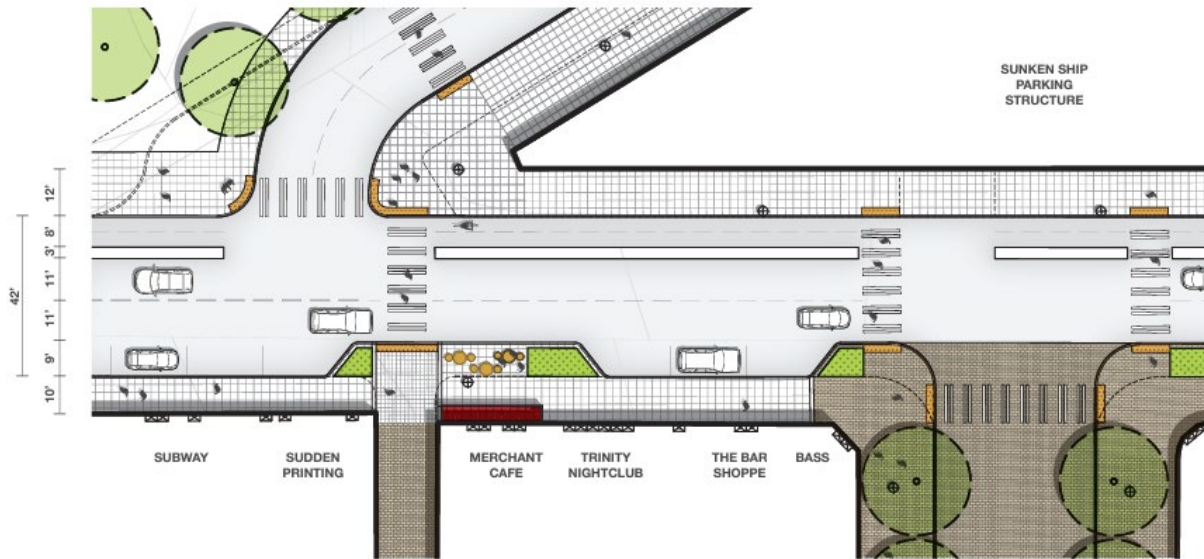 SUNKEN SHIP
PARKING
STRUCTURE
12'
8'
3'
11'
42'
11'
9'
10'
SUBWAY
SUDDEN
PRINTING
MERCHANT
CAFE
TRINITY
NIGHTCLUB
THE BAR
SHOPPE
BASS